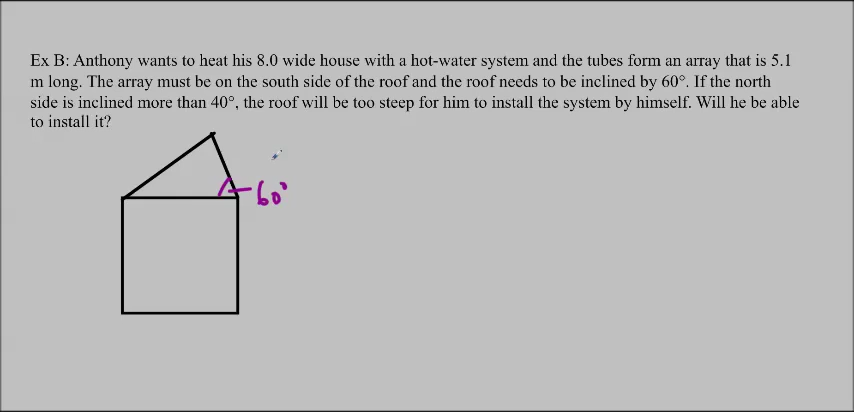 Ex B: Anthony wants to heat his 8.0 wide house with a hot-water system and the tubes form an array that is 5.1
m long. The array must be on the south side of the roof and the roof needs to be inclined by 60°. If the north
side is inclined more than 40°, the roof will be too steep for him to install the system by himself. Will he be able
to install it?
60°